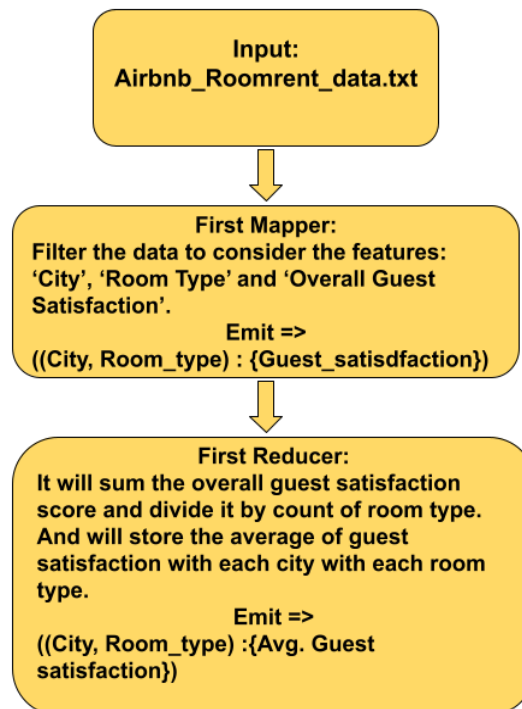 Input:
Airbnb_Roomrent_data.txt
First Mapper:
Filter the data to consider the features:
‘City’, ‘Room Type’ and ‘Overall Guest
Satisfaction’.
Emit =>
((City, Room_type) : {Guest_satisdfaction})
First Reducer:
It will sum the overall guest satisfaction
score and divide it by count of room type.
And will store the average of guest
satisfaction with each city with each room
type.
Emit =>
((City, Room_type) :{Avg. Guest
satisfaction})